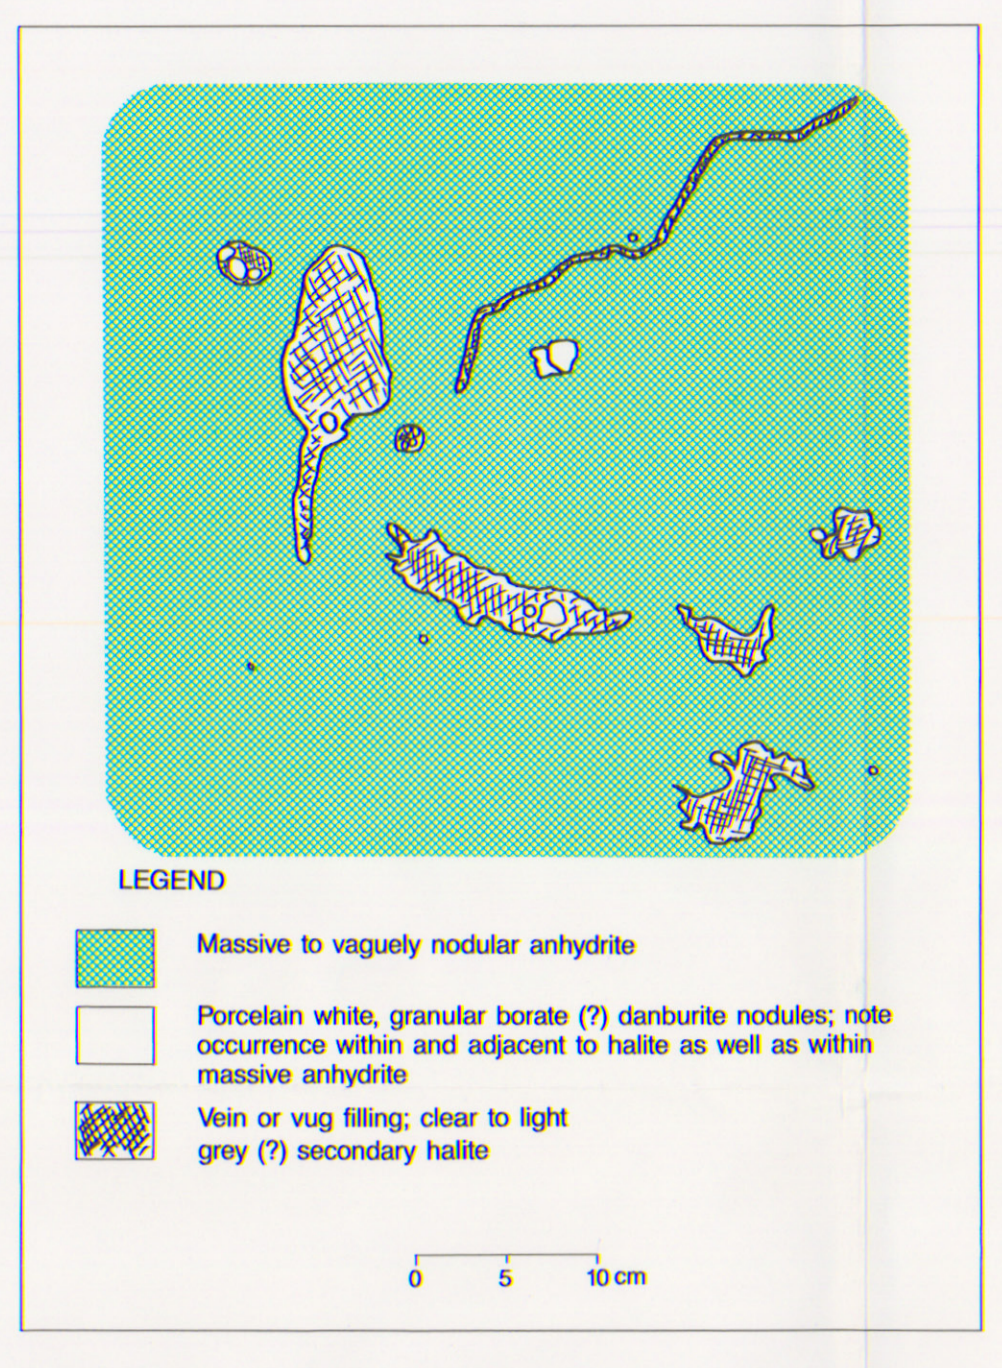 LEGEND
Massive to vaguely nodular anhydrite
Porcelain white, granular borate (?) danburite nodules; note
occurrence within and adjacent to halite as well as within
massive anhydrite
Vein or vug filling; clear to light
grey (?) secondary halite
0 5 10 cm